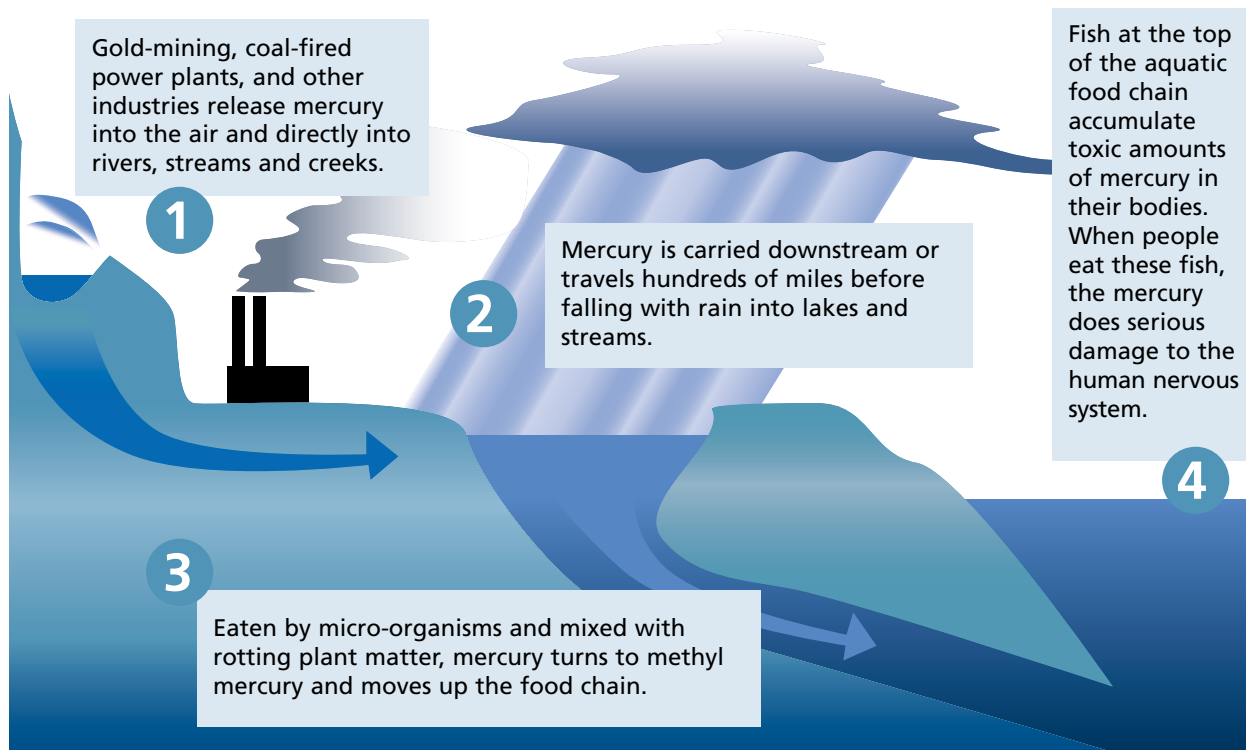 Gold-mining, coal-fired
power plants, and other
industries release mercury
into the air and directly into
rivers, streams and creeks.
1
2
Mercury is carried downstream or
travels hundreds of miles before
falling with rain into lakes and
streams.
3
Eaten by micro-organisms and mixed with
rotting plant matter, mercury turns to methyl
mercury and moves up the food chain.
Fish at the top
of the aquatic
food chain
accumulate
toxic amounts
of mercury in
their bodies.
When people
eat these fish,
the mercury
does serious
damage to the
human nervous
system.
4